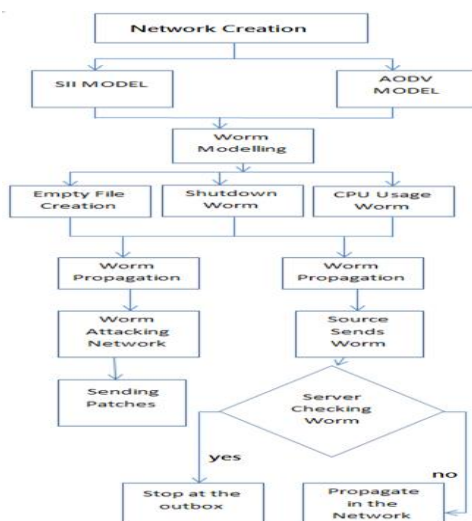 Network Creation
SII MODEL
AODV
MODEL
Worm
Modelling
Empty File
Creation
Shutdown
Worm
CPU Usage
Worm
Worm
Propagation
Worm
Propagation
Worm
Attacking
Network
Source
Sends
Worm
Sending
Patches
Server
Checking
Worm
yes
no
Stop at the
outbox
Propagate
in the
Network